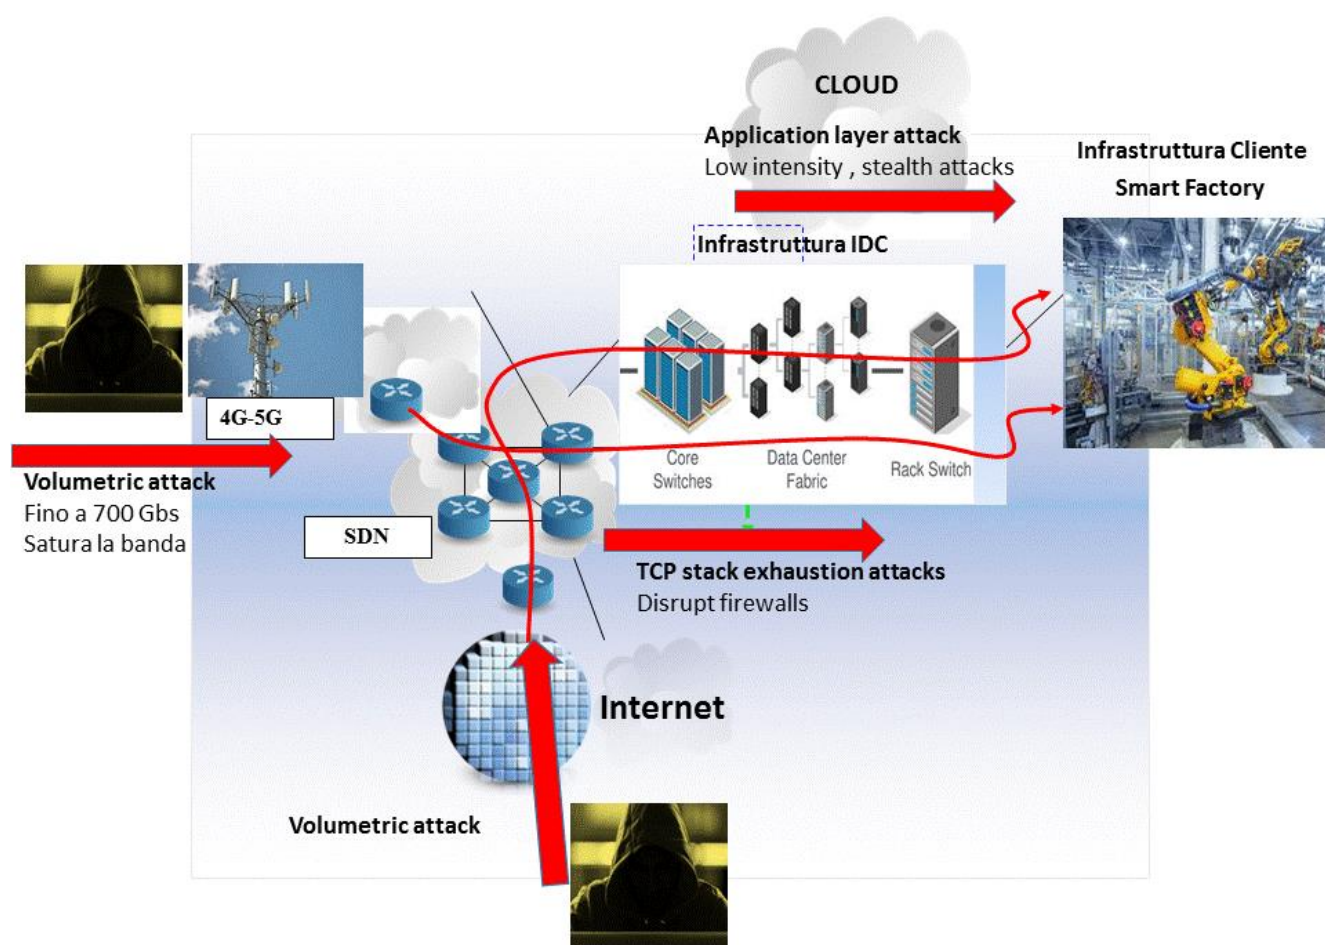 CLOUD
Application layer attack
Low intensity , stealth attacks
Infrastruttura Cliente
Smart Factory
Infrastruttura IDC
4G-5G
Volumetric attack
Fino a 700 Gbs
Satura la banda
Core
Switches
Data Center
Fabric
Rack Switch
SDN
TCP stack exhaustion attacks
Disrupt firewalls
Internet
Volumetric attack